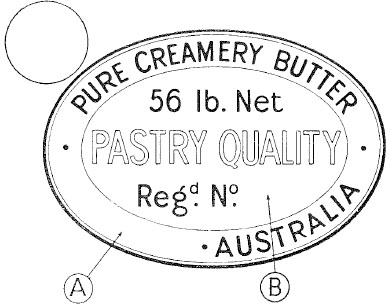 PURE CREAMERY BUTTER
56 lb. Net
· PASTRY QUALITY ·
Regᵈ. Nº.
· AUSTRALIA
A
B